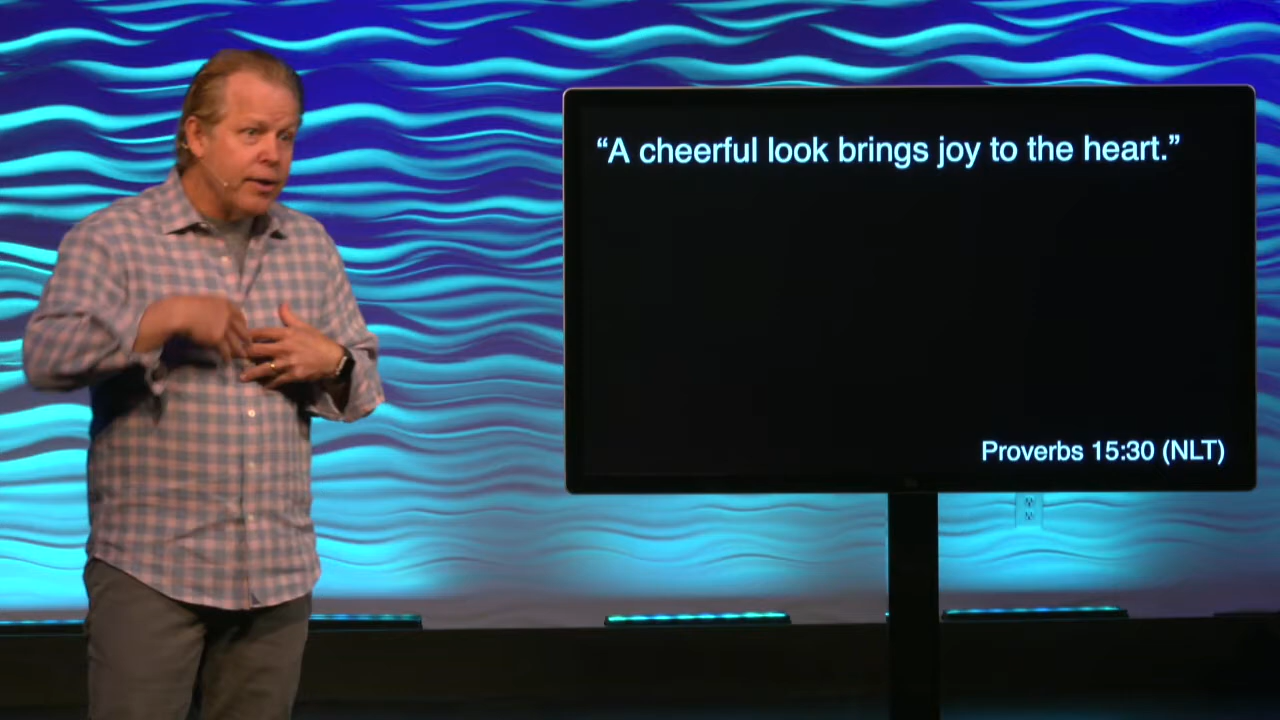 “A cheerful look brings joy to the heart.”
Proverbs 15:30 (NLT)